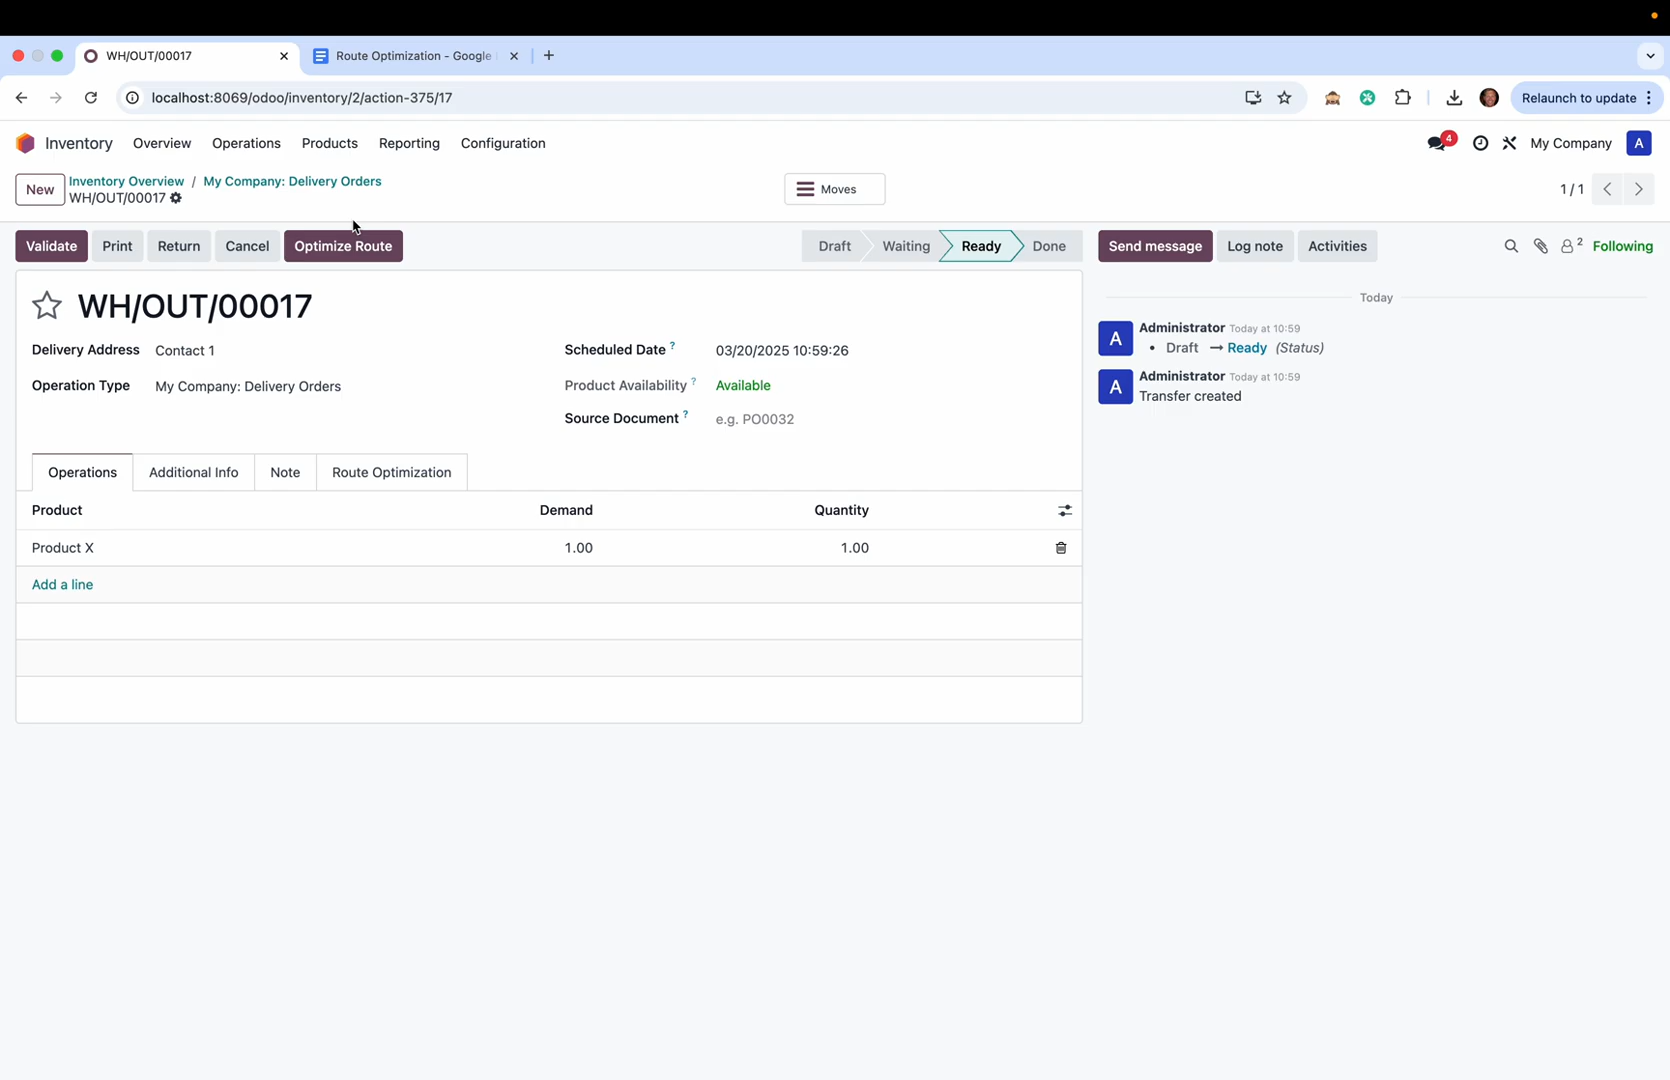 WH/OUT/00017
Route Optimization - Google
localhost:8069/odoo/inventory/2/action-375/17
Relaunch to update
Inventory Overview Operations Products Reporting Configuration
4
My Company A
New
Inventory Overview / My Company: Delivery Orders
WH/OUT/00017
Moves
1 / 1
Validate Print Return Cancel Optimize Route
Draft Waiting Ready Done
Send message Log note Activities
2 Following
WH/OUT/00017
Delivery Address Contact 1
Scheduled Date ? 03/20/2025 10:59:26
Operation Type My Company: Delivery Orders
Product Availability ? Available
Source Document ? e.g. PO0032
Operations Additional Info Note Route Optimization
Product Demand Quantity
Product X 1.00 1.00
Add a line
Today
A Administrator Today at 10:59
• Draft → Ready (Status)
A Administrator Today at 10:59
Transfer created